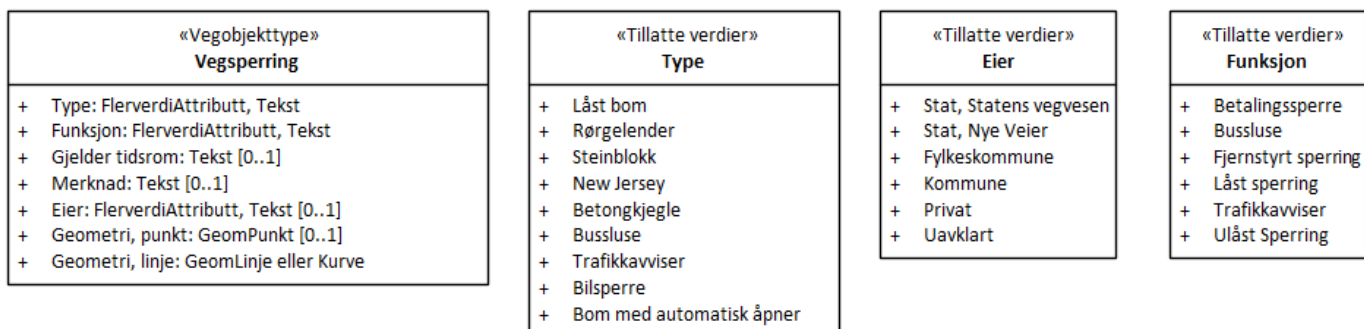 «Vegobjekttype»
Vegsperring
+ Type: FlerverdiAttributt, Tekst
+ Funksjon: FlerverdiAttributt, Tekst
+ Gjelder tidsrom: Tekst [0..1]
+ Merknad: Tekst [0..1]
+ Eier: FlerverdiAttributt, Tekst [0..1]
+ Geometri, punkt: GeomPunkt [0..1]
+ Geometri, linje: GeomLinje eller Kurve
«Tillatte verdier»
Type
+ Låst bom
+ Rørgelender
+ Steinblokk
+ New Jersey
+ Betongkjegle
+ Bussluse
+ Trafikkavviser
+ Bilsperre
+ Bom med automatisk åpner
«Tillatte verdier»
Eier
+ Stat, Statens vegvesen
+ Stat, Nye Veier
+ Fylkeskommune
+ Kommune
+ Privat
+ Uavklart
«Tillatte verdier»
Funksjon
+ Betalingssperre
+ Bussluse
+ Fjernstyrt sperring
+ Låst sperring
+ Trafikkavviser
+ Ulåst Sperring